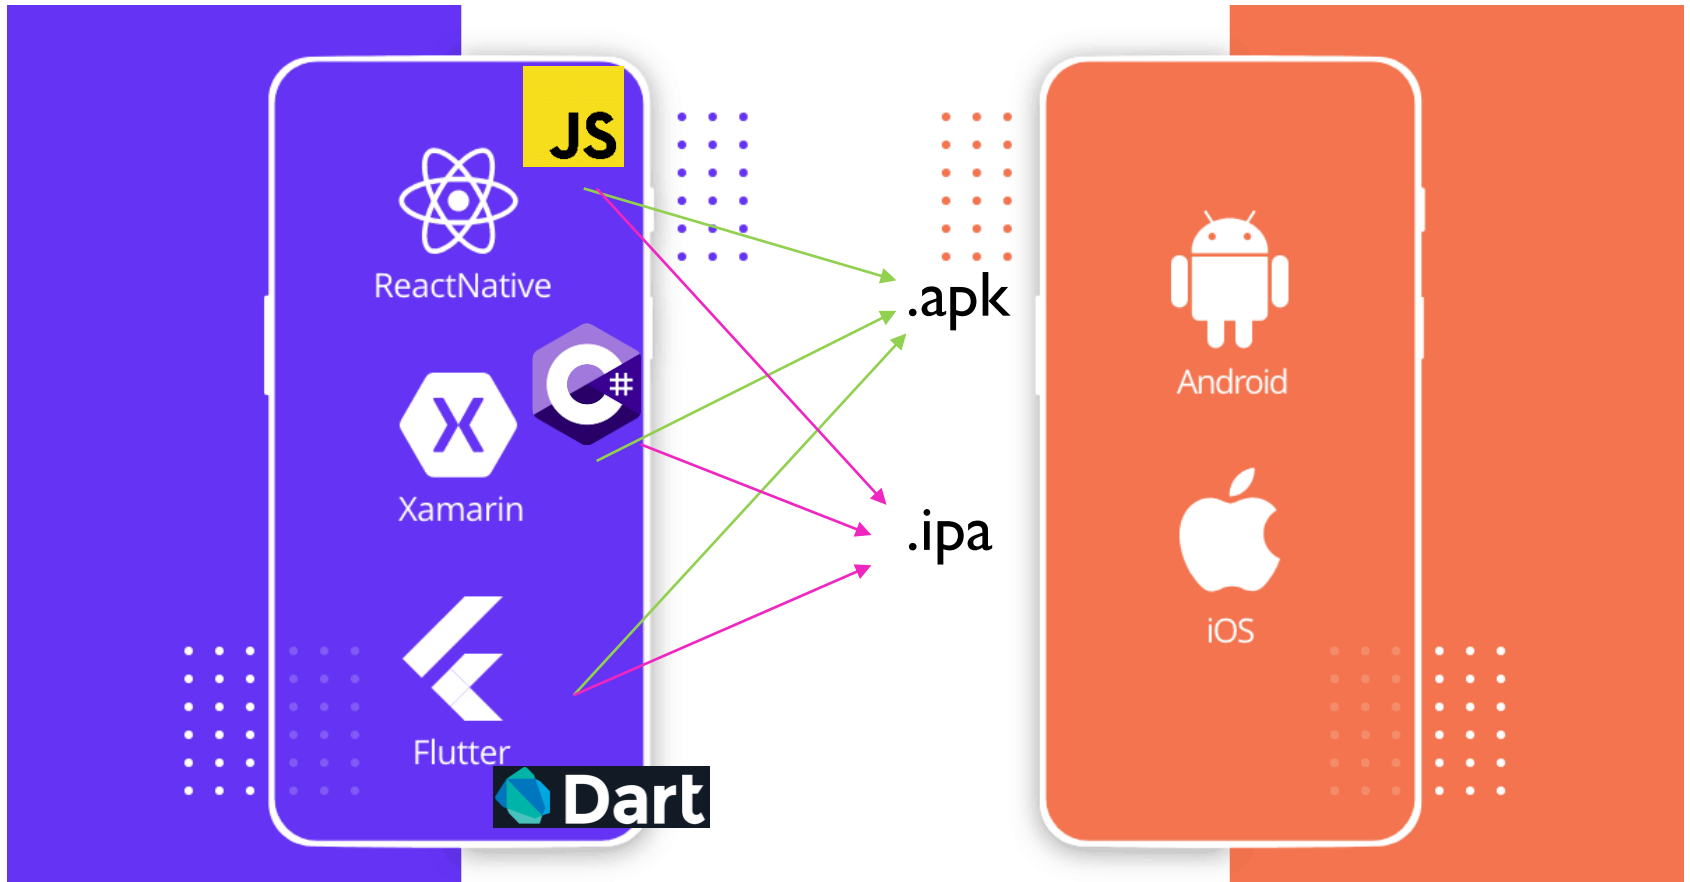 JS
ReactNative
C#
Xamarin
Flutter
Dart
.apk
.ipa
Android
iOS